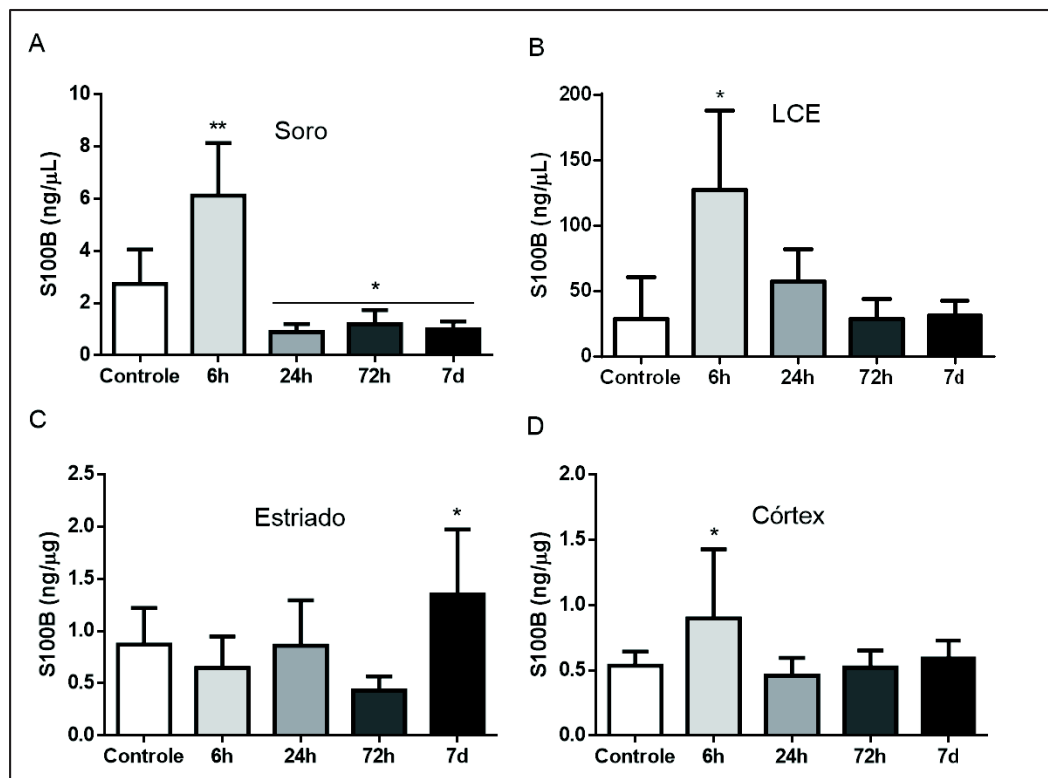 A
S100B (ng/μL)
10
8
6
4
2
0
**
Soro
*
Controle 6h 24h 72h 7d
B
S100B (ng/μL)
200
150
100
50
0
*
LCE
Controle 6h 24h 72h 7d
C
S100B (ng/μg)
2.5
2.0
1.5
1.0
0.5
0.0
Estriado
*
Controle 6h 24h 72h 7d
D
S100B (ng/μg)
2.0
1.5
1.0
0.5
0.0
*
Córtex
Controle 6h 24h 72h 7d